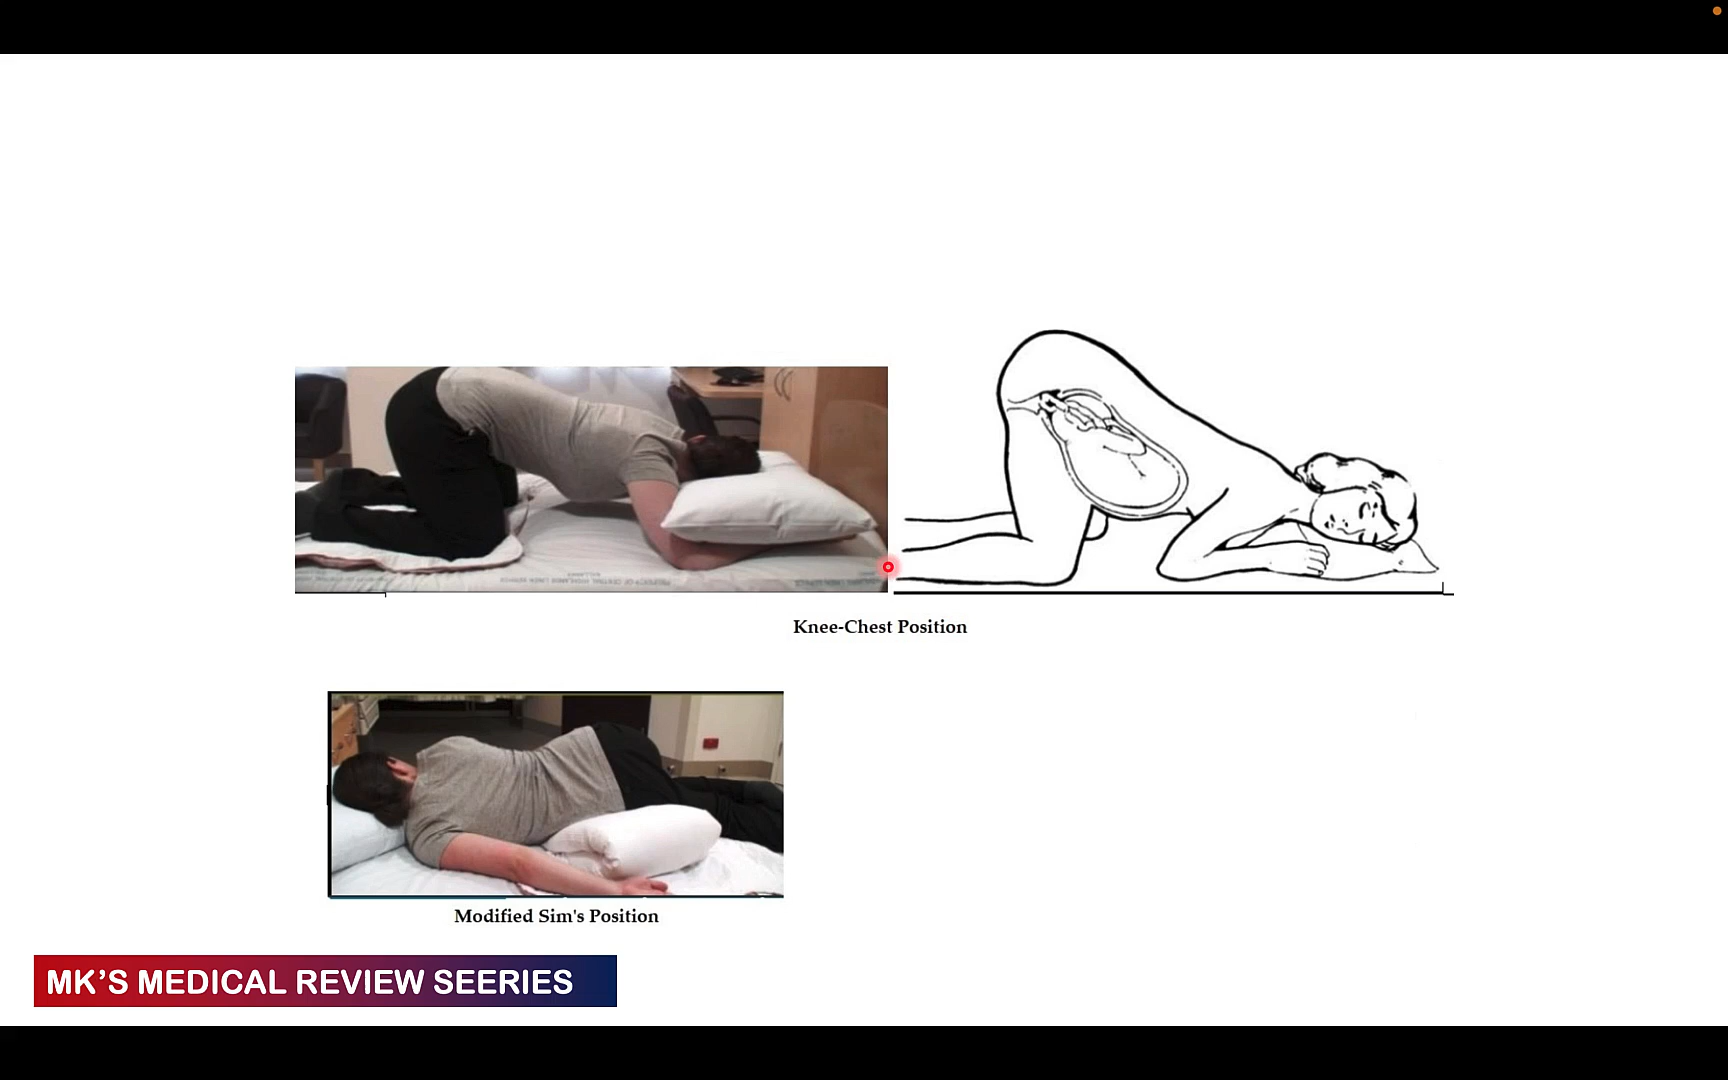 Knee-Chest Position
Modified Sim's Position
MK’S MEDICAL REVIEW SEERIES